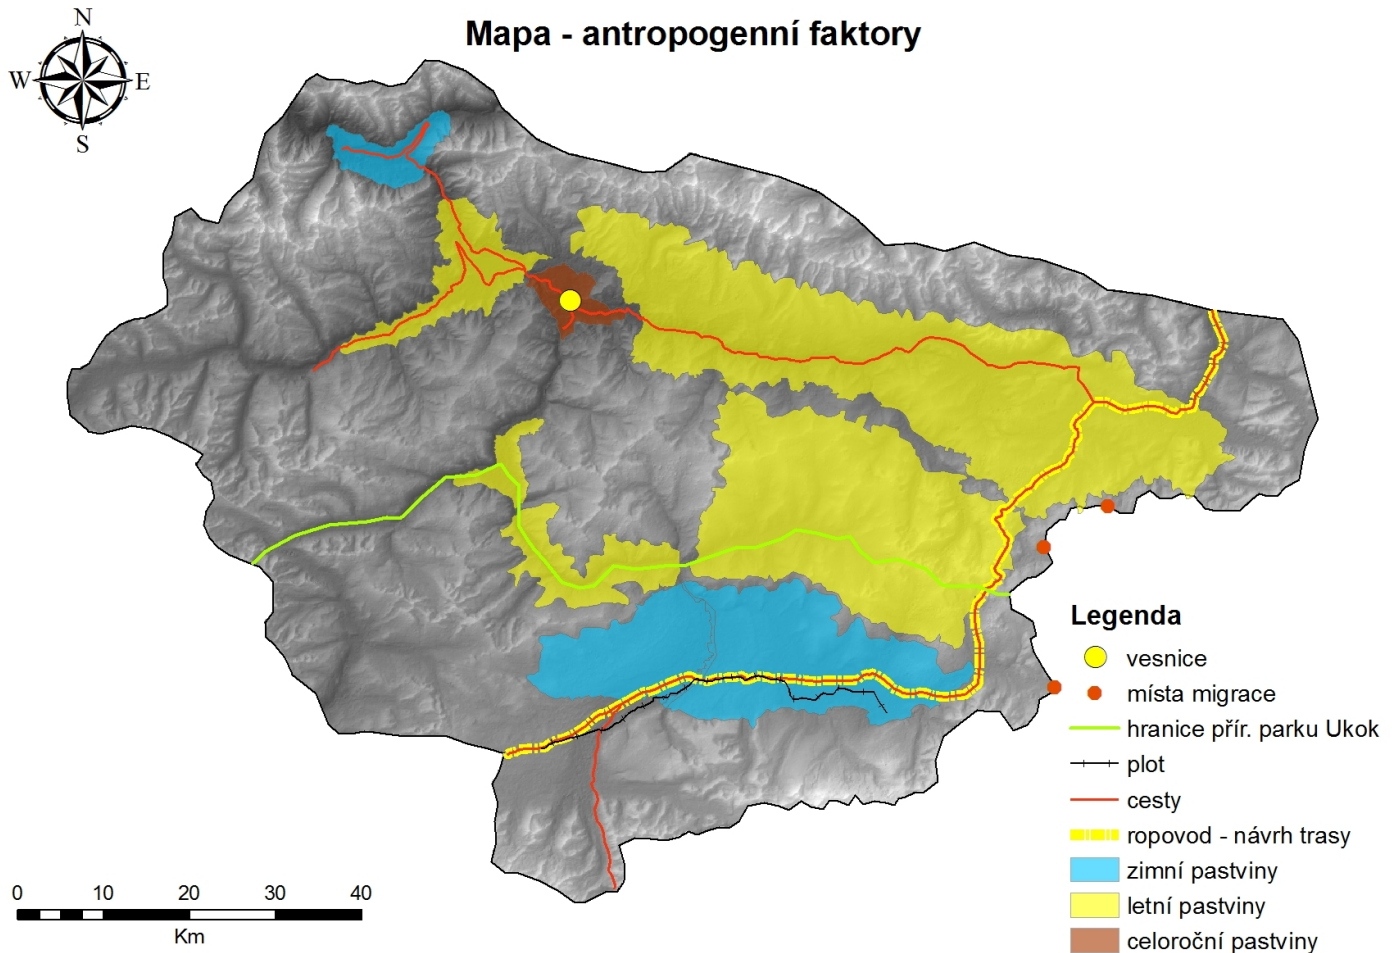 Mapa - antropogenní faktory
N
W E
S
Legenda
vesnice
místa migrace
hranice přír. parku Ukok
plot
cesty
ropovod - návrh trasy
zimní pastviny
letní pastviny
celoroční pastviny
0 10 20 30 40
Km